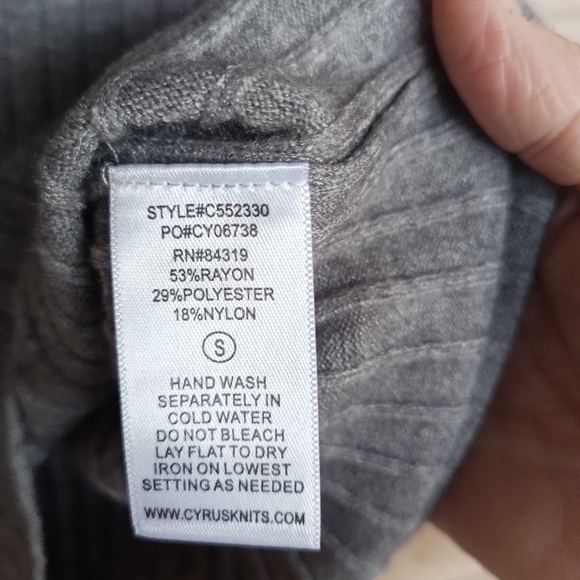 STYLE#C552330
PO#CY06738
RN#84319
53%RAYON
29%POLYESTER
18%NYLON
S
HAND WASH
SEPARATELY IN
COLD WATER
DO NOT BLEACH
LAY FLAT TO DRY
IRON ON LOWEST
SETTING AS NEEDED
WWW.CYRUSKNITS.COM